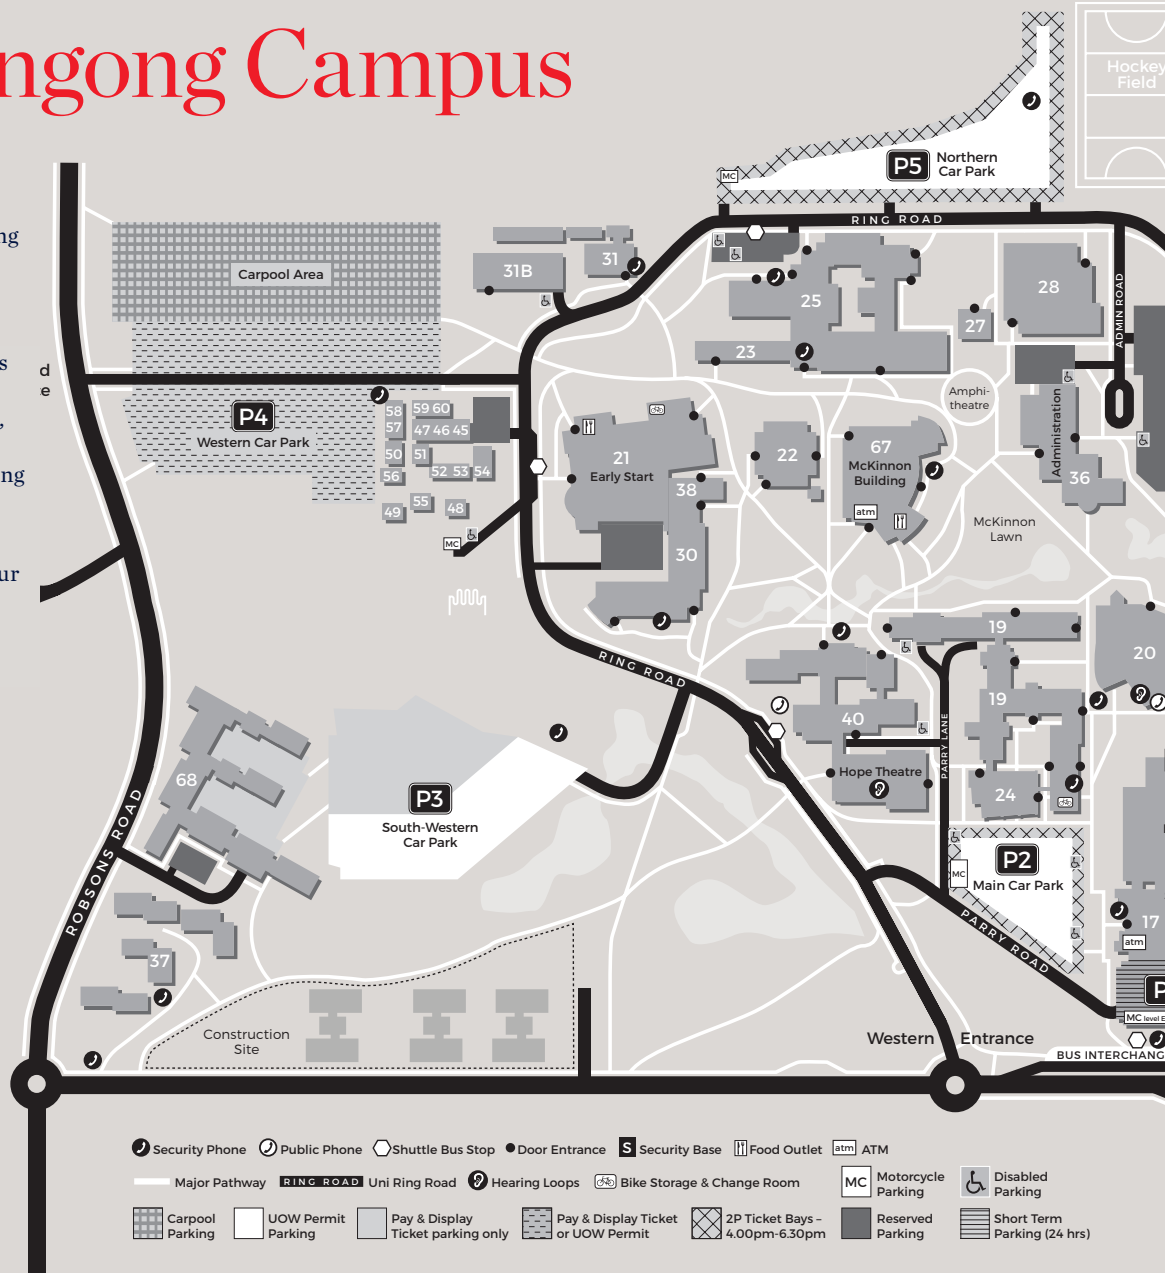 ngong Campus
ng
s
d
e
,
ng
ur
Hockey
Field
P5
Northern
Car Park
MC
RING ROAD
Carpool Area
31B
31
25
28
27
23
ADMIN ROAD
P4
Western Car Park
58
59 60
57
47 46 45
50
51
56
52 53 54
55
49
48
MC
21
Early Start
22
67
McKinnon
Building
atm
Amphi-
theatre
Administration
36
38
30
McKinnon
Lawn
RING ROAD
19
20
19
40
PARRY LANE
Hope Theatre
24
68
P3
South-Western
Car Park
P2
Main Car Park
MC
PARRY ROAD
17
atm
P
MC level E
ROBSONS ROAD
37
Construction
Site
Western Entrance
BUS INTERCHANG
Security Phone
Public Phone
Shuttle Bus Stop
Door Entrance
S Security Base
Food Outlet
atm ATM
Major Pathway
RING ROAD Uni Ring Road
Hearing Loops
Bike Storage & Change Room
MC Motorcycle
Parking
Disabled
Parking
Carpool
Parking
UOW Permit
Parking
Pay & Display
Ticket parking only
Pay & Display Ticket
or UOW Permit
2P Ticket Bays –
4.00pm-6.30pm
Reserved
Parking
Short Term
Parking (24 hrs)